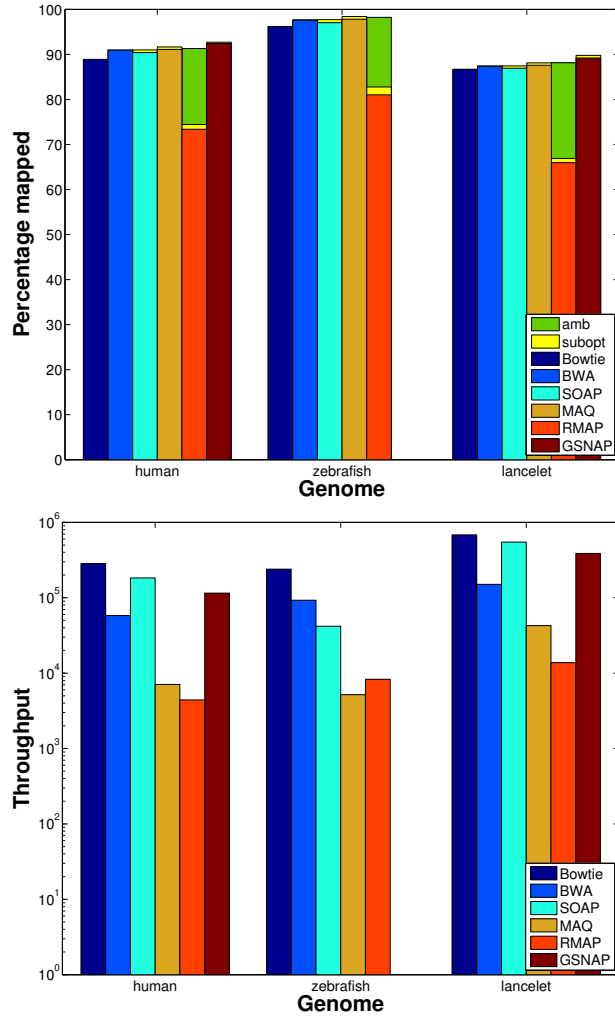 100
90
80
70
60
50
40
30
20
10
0
Percentage mapped
human
zebrafish
lancelet
Genome
amb
subopt
Bowtie
BWA
SOAP
MAQ
RMAP
GSNAP
10^6
10^5
10^4
10^3
10^2
10^1
10^0
Throughput
human
zebrafish
lancelet
Genome
Bowtie
BWA
SOAP
MAQ
RMAP
GSNAP